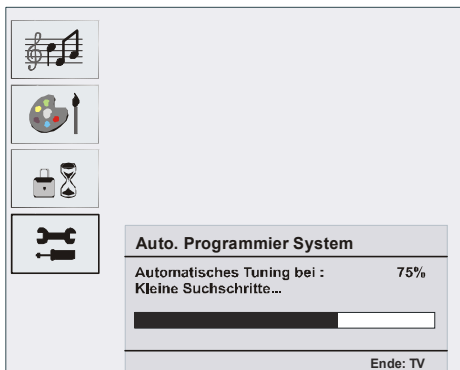 Auto. Programmier System
Automatisches Tuning bei : 75%
Kleine Suchschritte...
Ende: TV